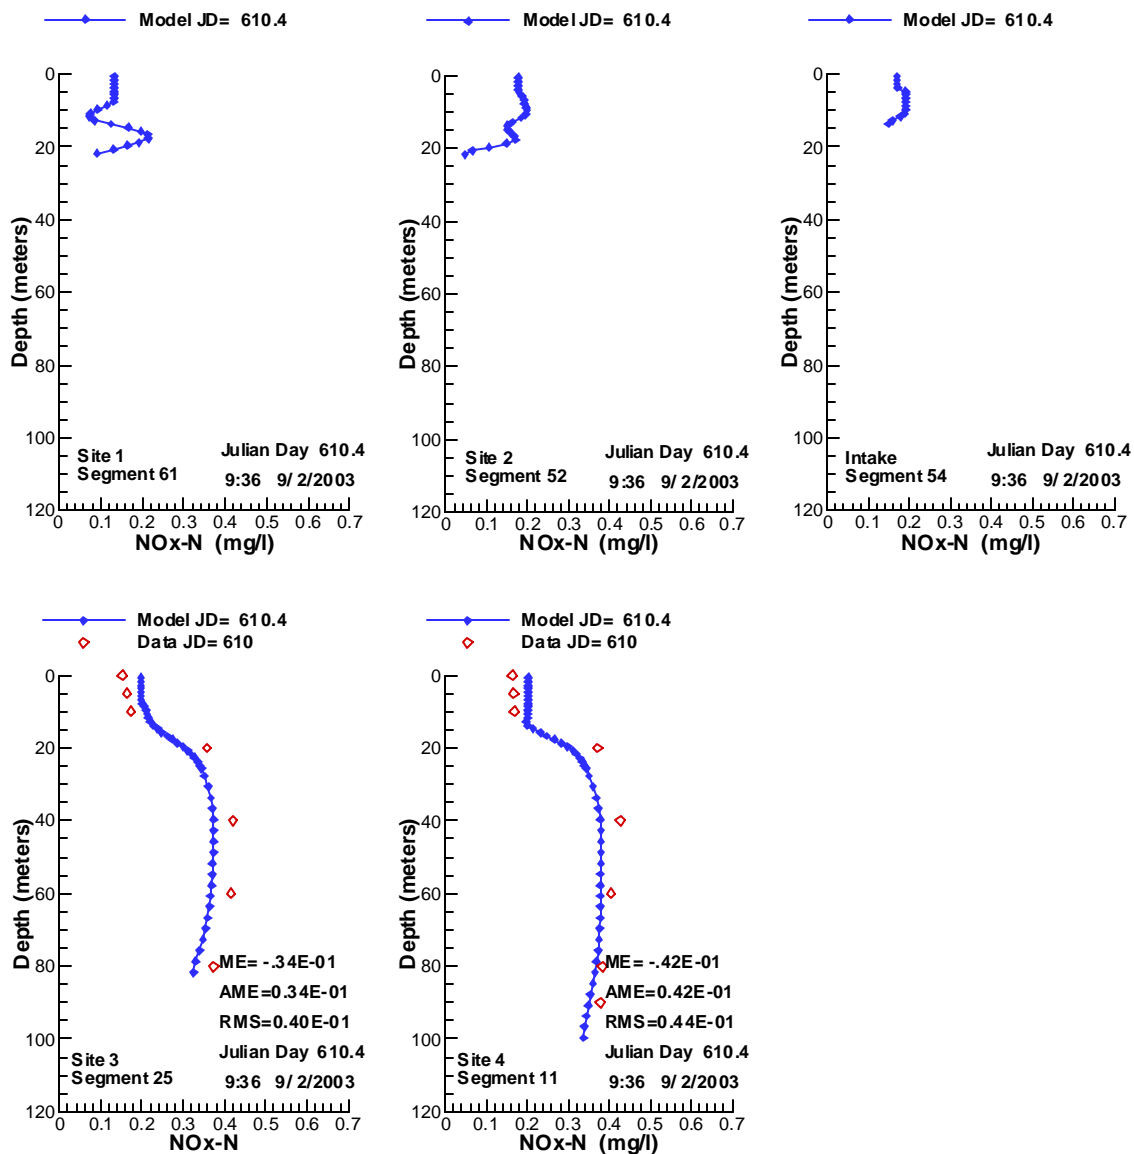 Model JD= 610.4
0
20
40
60
80
100
120
Depth (meters)
Site 1
Segment 61
Julian Day 610.4
9:36 9/ 2/2003
0 0.1 0.2 0.3 0.4 0.5 0.6 0.7
NOx-N (mg/l)
Model JD= 610.4
0
20
40
60
80
100
120
Depth (meters)
Site 2
Segment 52
Julian Day 610.4
9:36 9/ 2/2003
0 0.1 0.2 0.3 0.4 0.5 0.6 0.7
NOx-N (mg/l)
Model JD= 610.4
0
20
40
60
80
100
120
Depth (meters)
Intake
Segment 54
Julian Day 610.4
9:36 9/ 2/2003
0 0.1 0.2 0.3 0.4 0.5 0.6 0.7
NOx-N (mg/l)
Model JD= 610.4
Data JD= 610
0
20
40
60
80
100
120
Depth (meters)
ME= -.34E-01
AME=0.34E-01
RMS=0.40E-01
Site 3
Segment 25
Julian Day 610.4
9:36 9/ 2/2003
0 0.1 0.2 0.3 0.4 0.5 0.6 0.7
NOx-N
Model JD= 610.4
Data JD= 610
0
20
40
60
80
100
120
Depth (meters)
ME= -.42E-01
AME=0.42E-01
RMS=0.44E-01
Site 4
Segment 11
Julian Day 610.4
9:36 9/ 2/2003
0 0.1 0.2 0.3 0.4 0.5 0.6 0.7
NOx-N (mg/l)